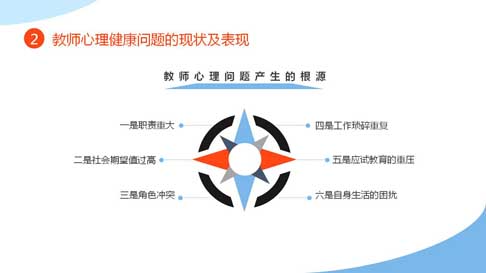 2 教师心理健康问题的现状及表现
教师心理问题产生的根源
一是职责重大
四是工作琐碎重复
二是社会期望值过高
五是应试教育的重压
三是角色冲突
六是自身生活的困扰